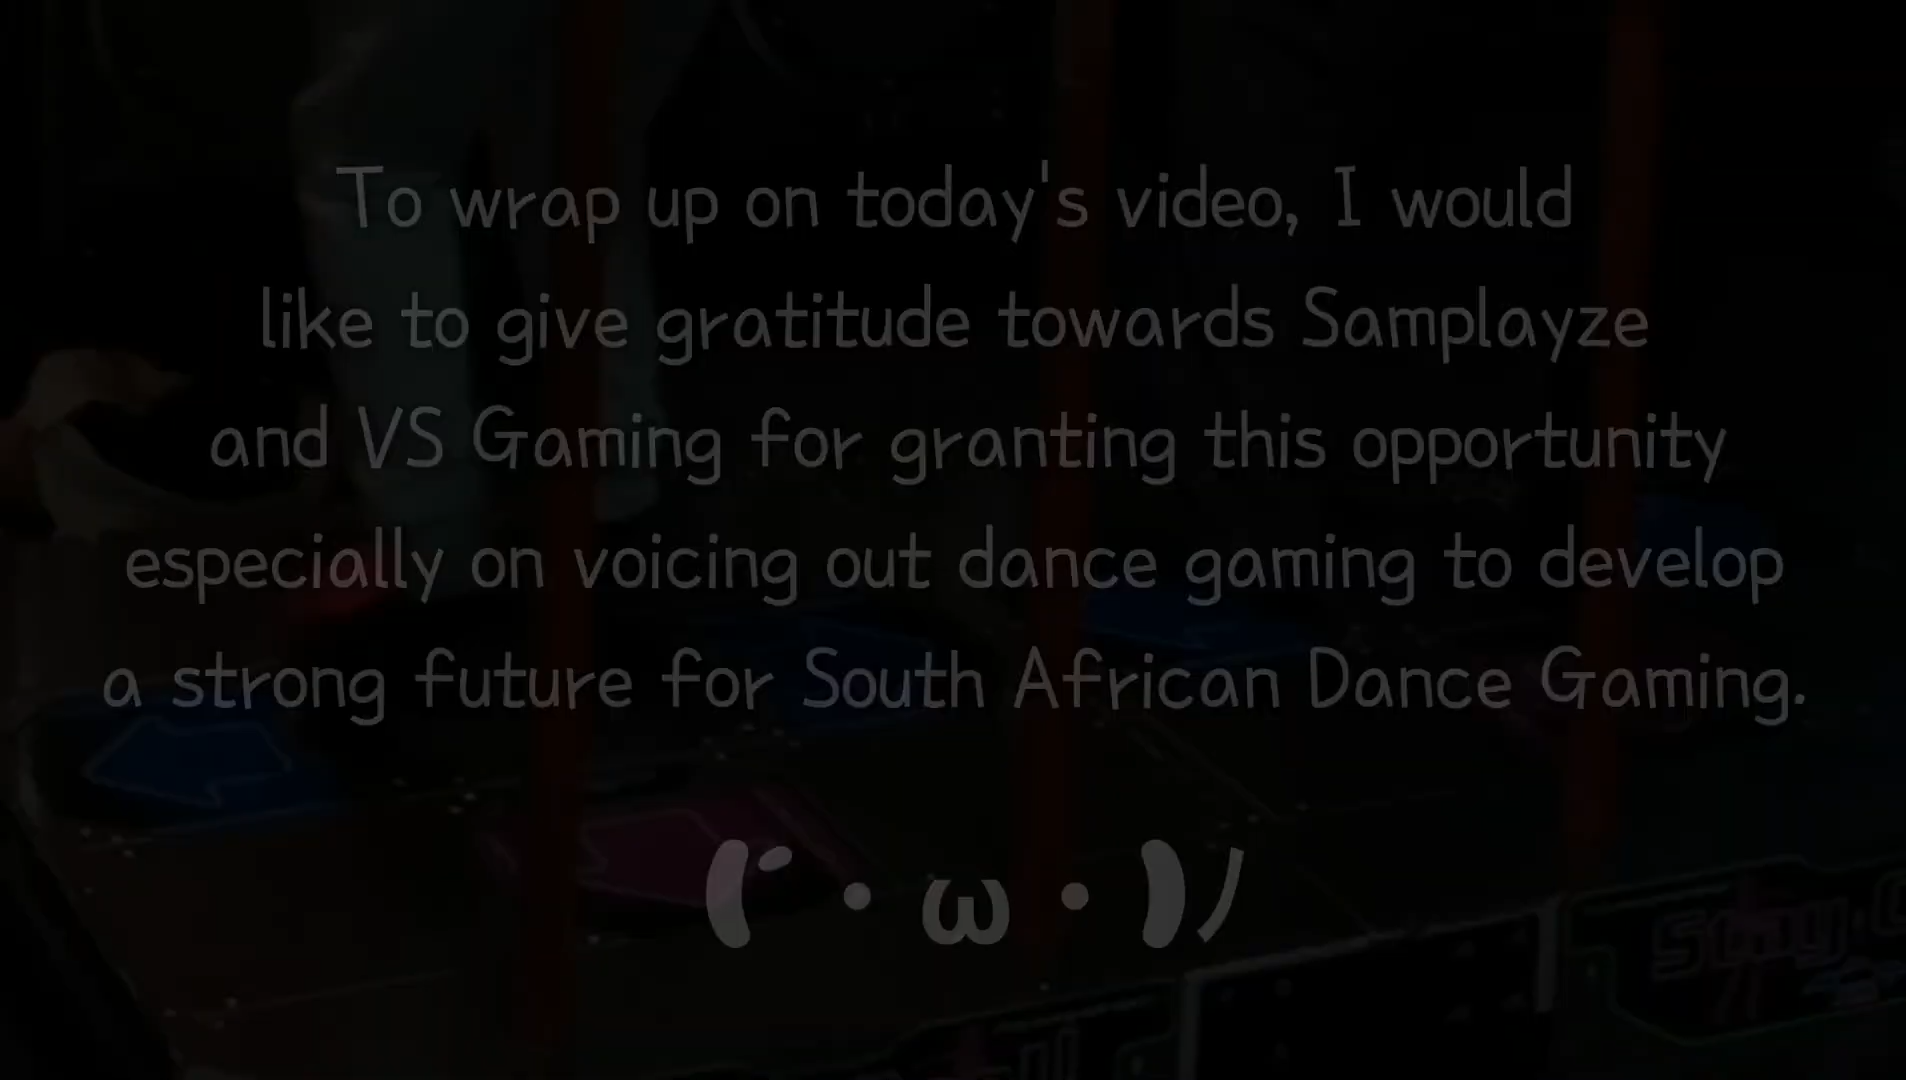 To wrap up on today's video, I would
like to give gratitude towards Samplayze
and VS Gaming for granting this opportunity
especially on voicing out dance gaming to develop
a strong future for South African Dance Gaming.
(´・ω・)ノ